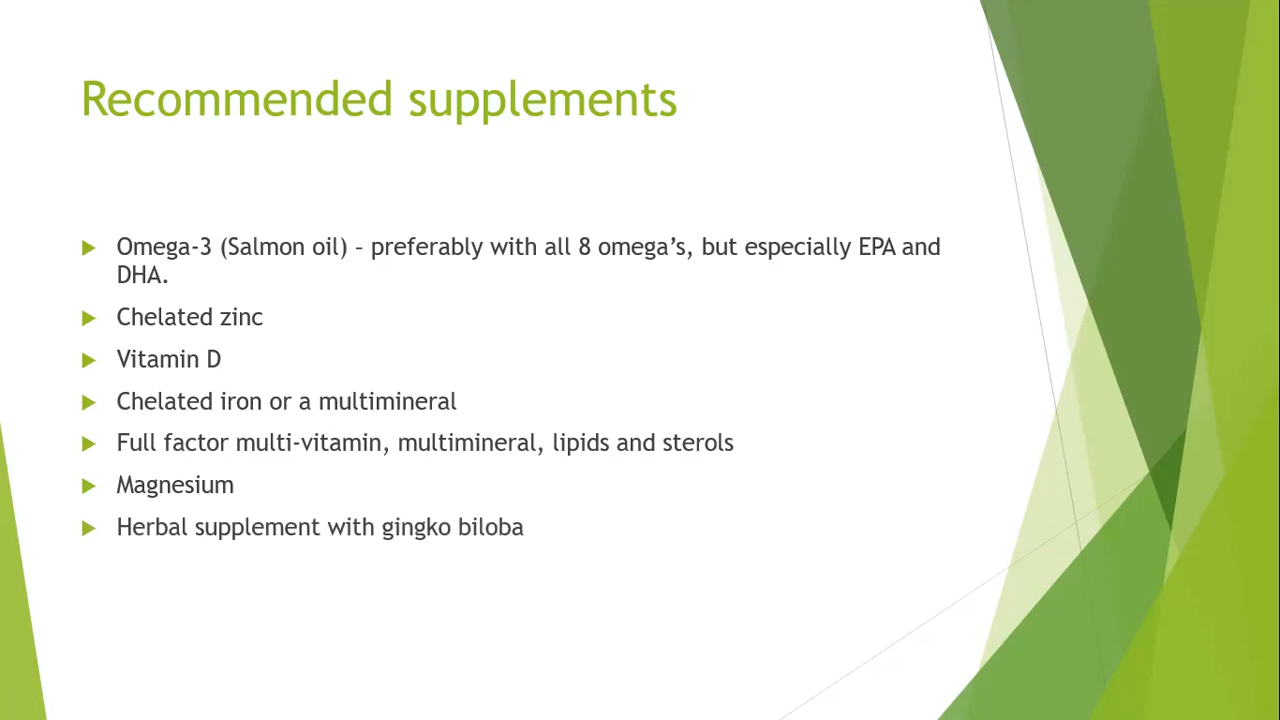 Recommended supplements
Omega-3 (Salmon oil) – preferably with all 8 omega's, but especially EPA and
DHA.
Chelated zinc
Vitamin D
Chelated iron or a multimineral
Full factor multi-vitamin, multimineral, lipids and sterols
Magnesium
Herbal supplement with gingko biloba